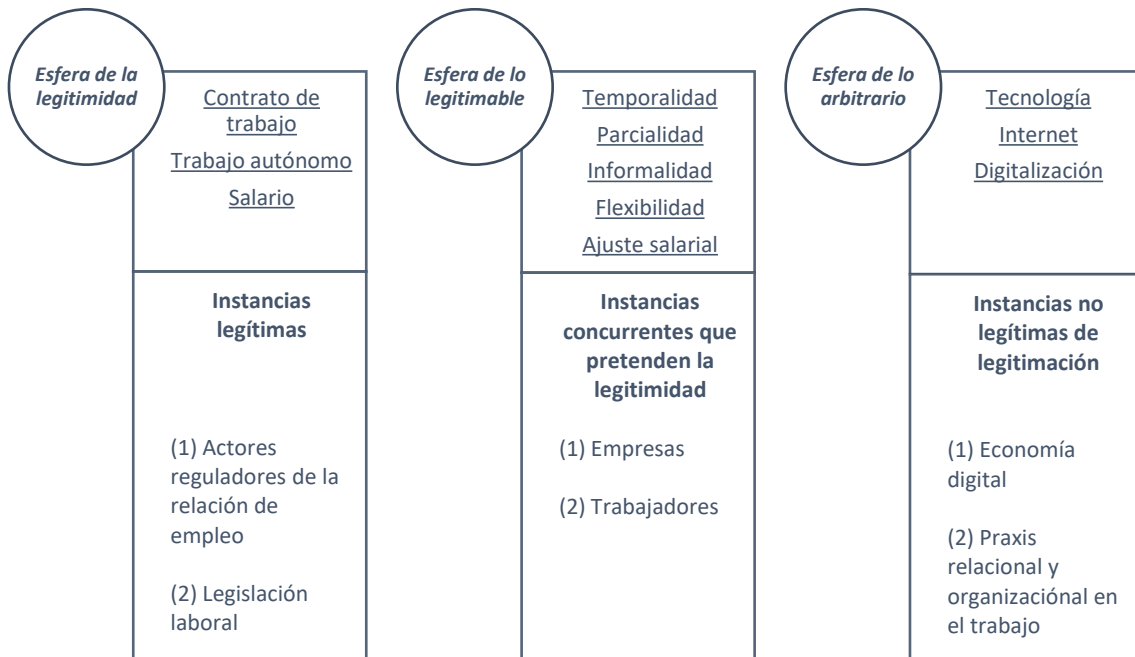 Esfera de la
legitimidad
Contrato de
trabajo
Trabajo autónomo
Salario
Instancias
legítimas
(1) Actores
reguladores de la
relación de
empleo
(2) Legislación
laboral
Esfera de lo
legitimable
Temporalidad
Parcialidad
Informalidad
Flexibilidad
Ajuste salarial
Instancias
concurrentes que
pretenden la
legitimidad
(1) Empresas
(2) Trabajadores
Esfera de lo
arbitrario
Tecnología
Internet
Digitalización
Instancias no
legítimas de
legitimación
(1) Economía
digital
(2) Praxis
relacional y
organizaciónal en
el trabajo